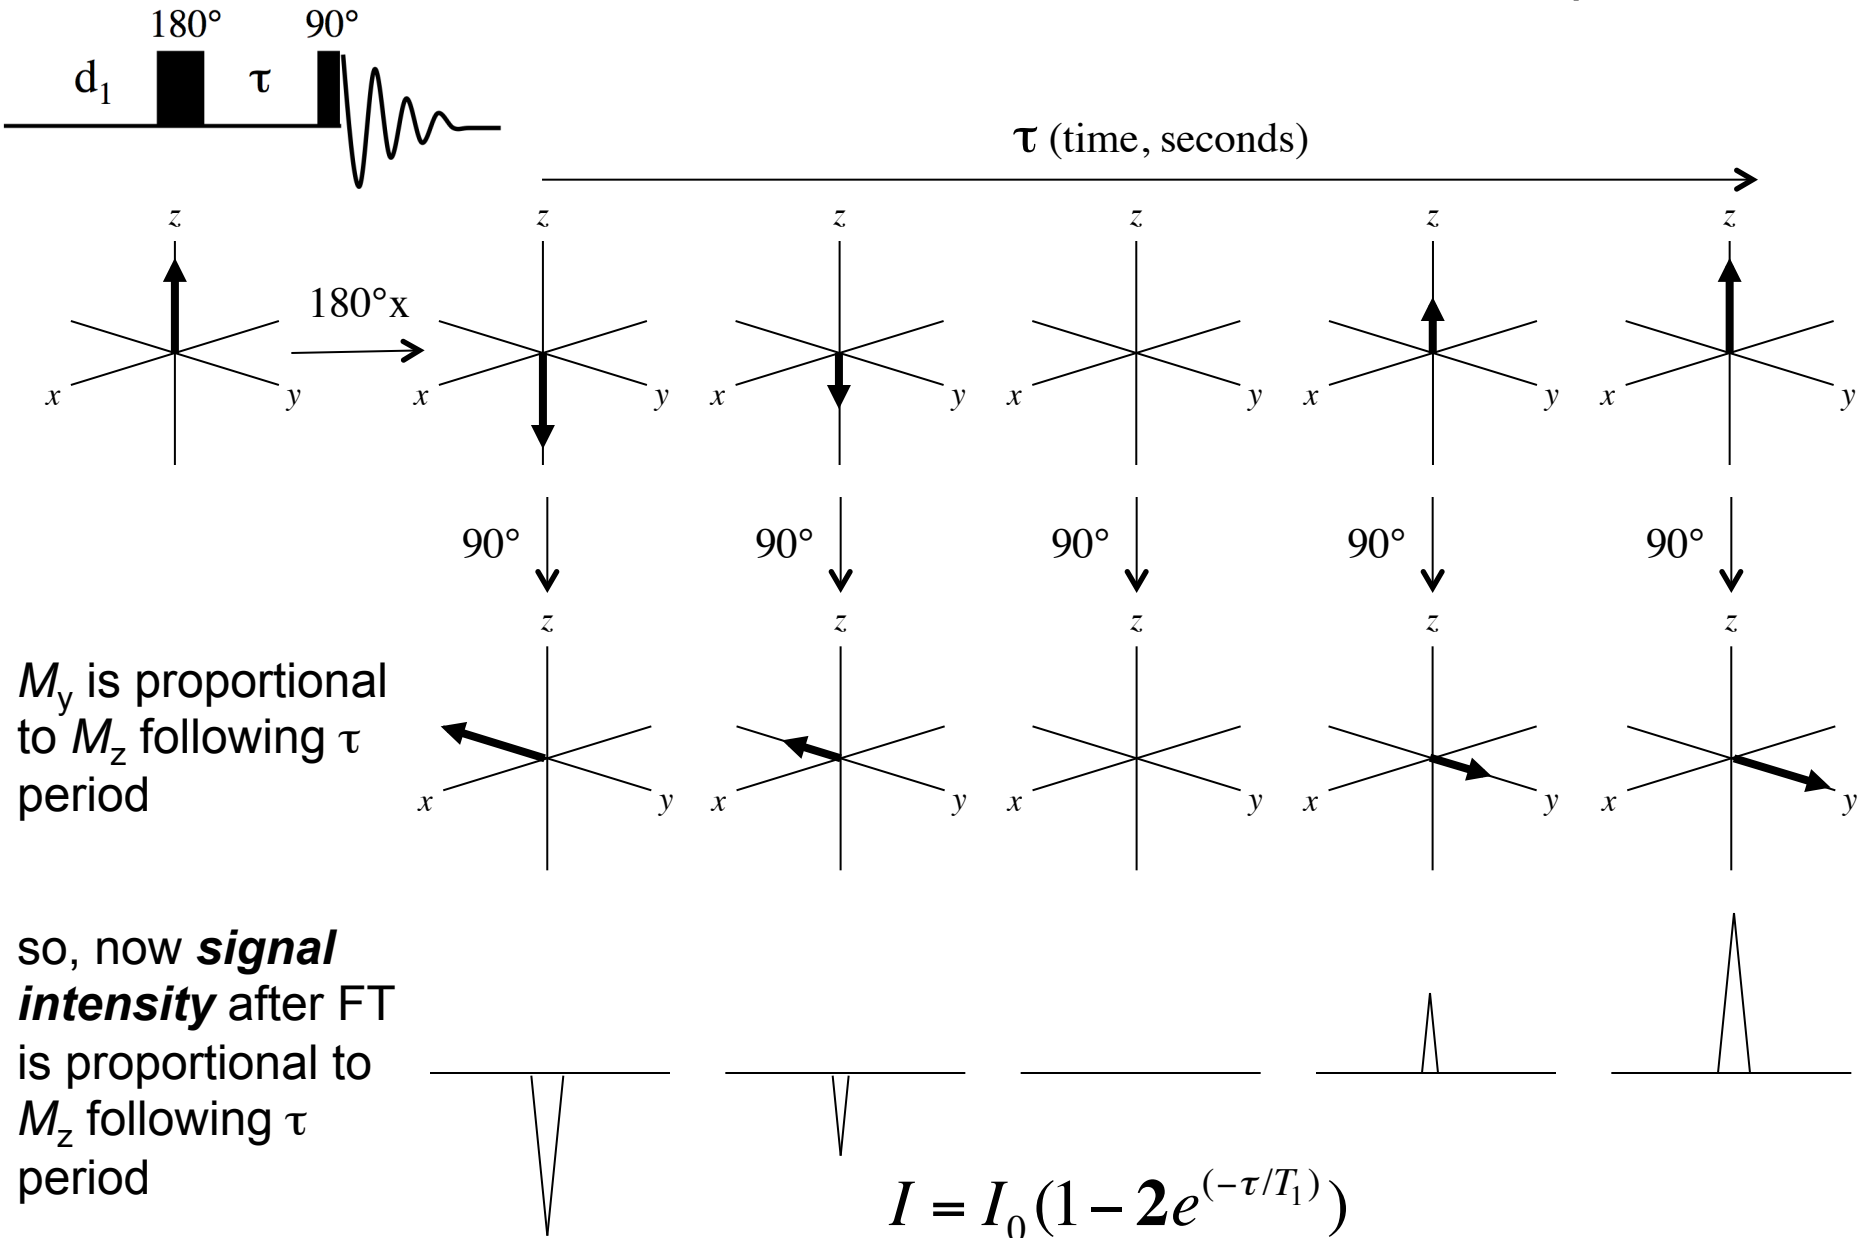 180° 90°
d₁ τ
τ (time, seconds)
z z z z z z
180°x
x y x y x y x y x y x y
90° 90° 90° 90° 90°
z z z z z
My is proportional
to Mz following τ
period
x y x y x y x y x y
so, now signal
intensity after FT
is proportional to
Mz following τ
period
I = I₀(1 − 2e^(−τ/T₁))